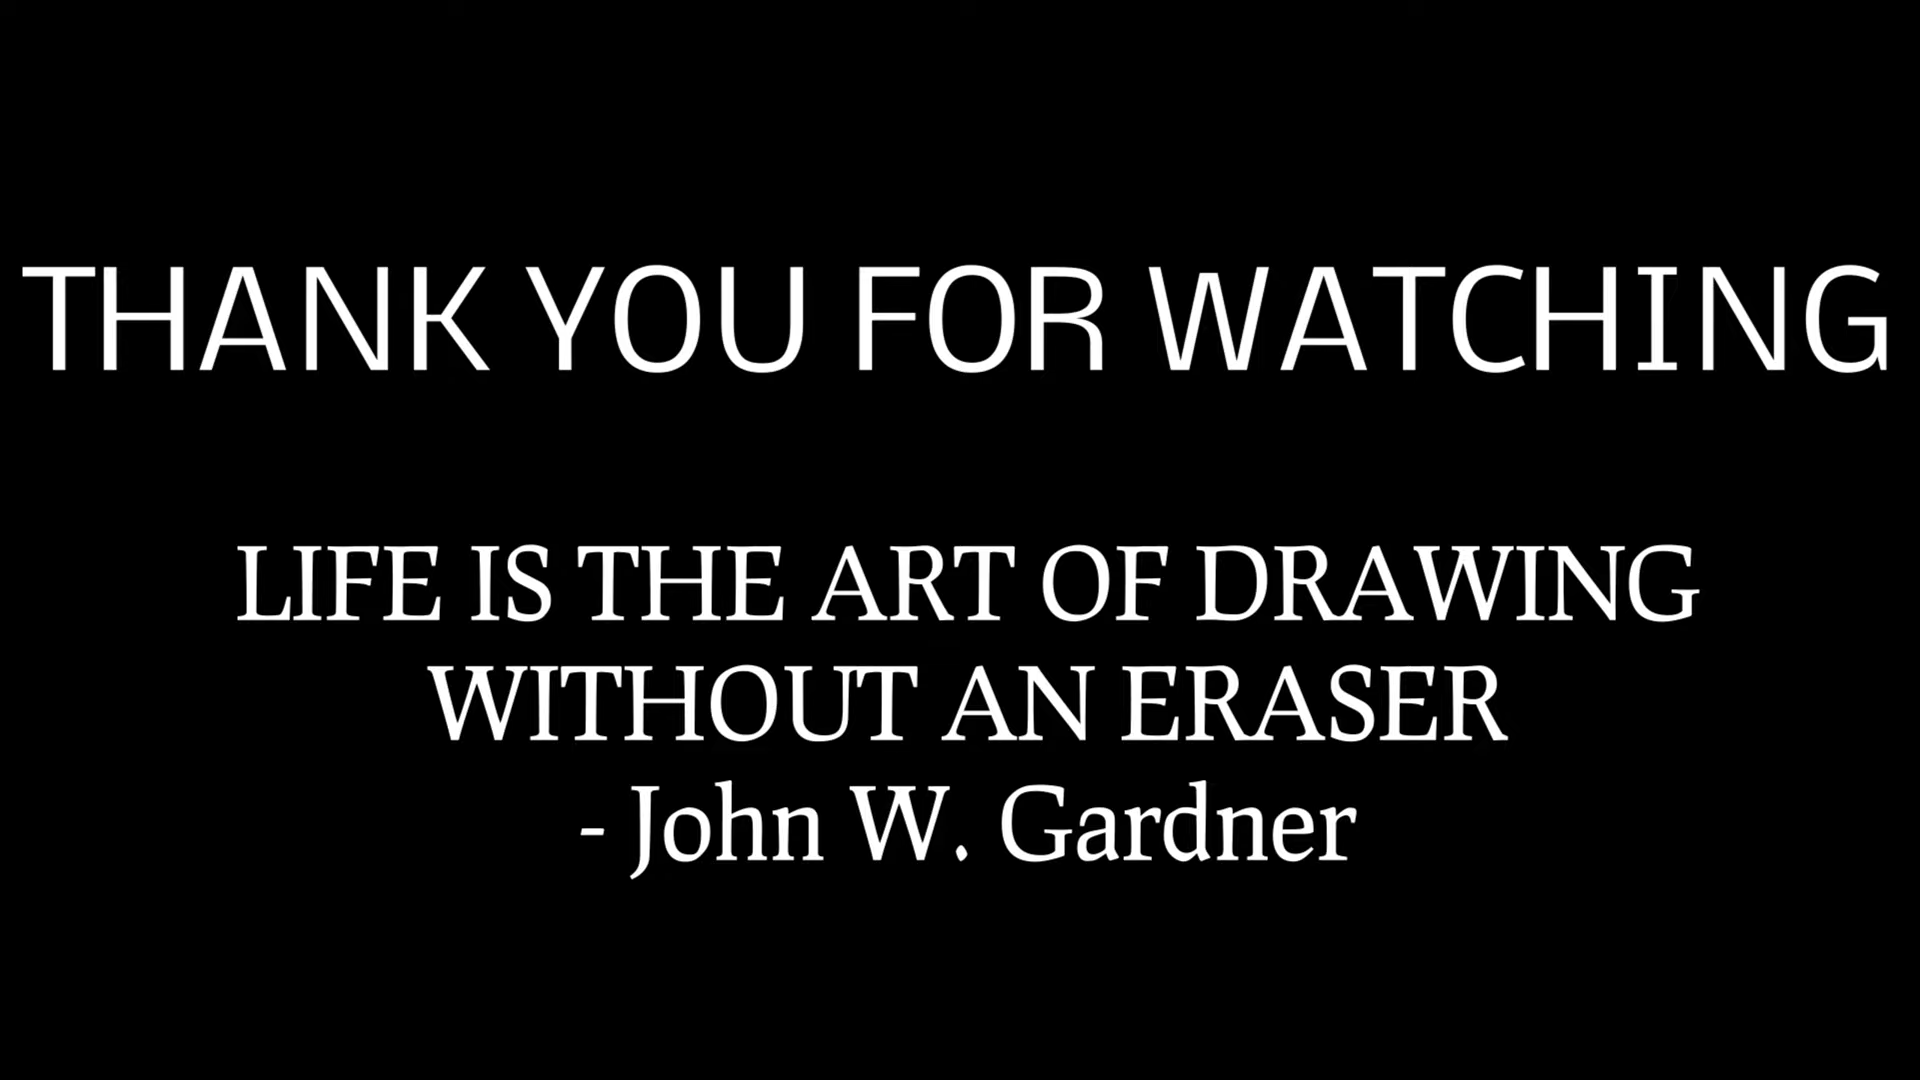 THANK YOU FOR WATCHING
LIFE IS THE ART OF DRAWING
WITHOUT AN ERASER
- John W. Gardner